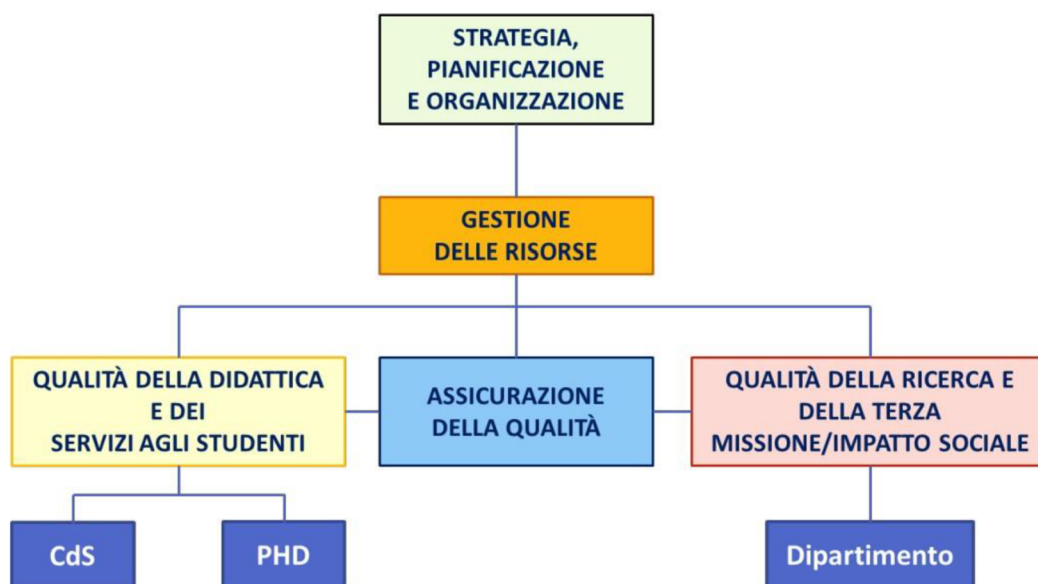 STRATEGIA,
PIANIFICAZIONE
E ORGANIZZAZIONE
GESTIONE
DELLE RISORSE
QUALITÀ DELLA DIDATTICA
E DEI
SERVIZI AGLI STUDENTI
ASSICURAZIONE
DELLA QUALITÀ
QUALITÀ DELLA RICERCA E
DELLA TERZA
MISSIONE/IMPATTO SOCIALE
CdS
PHD
Dipartimento